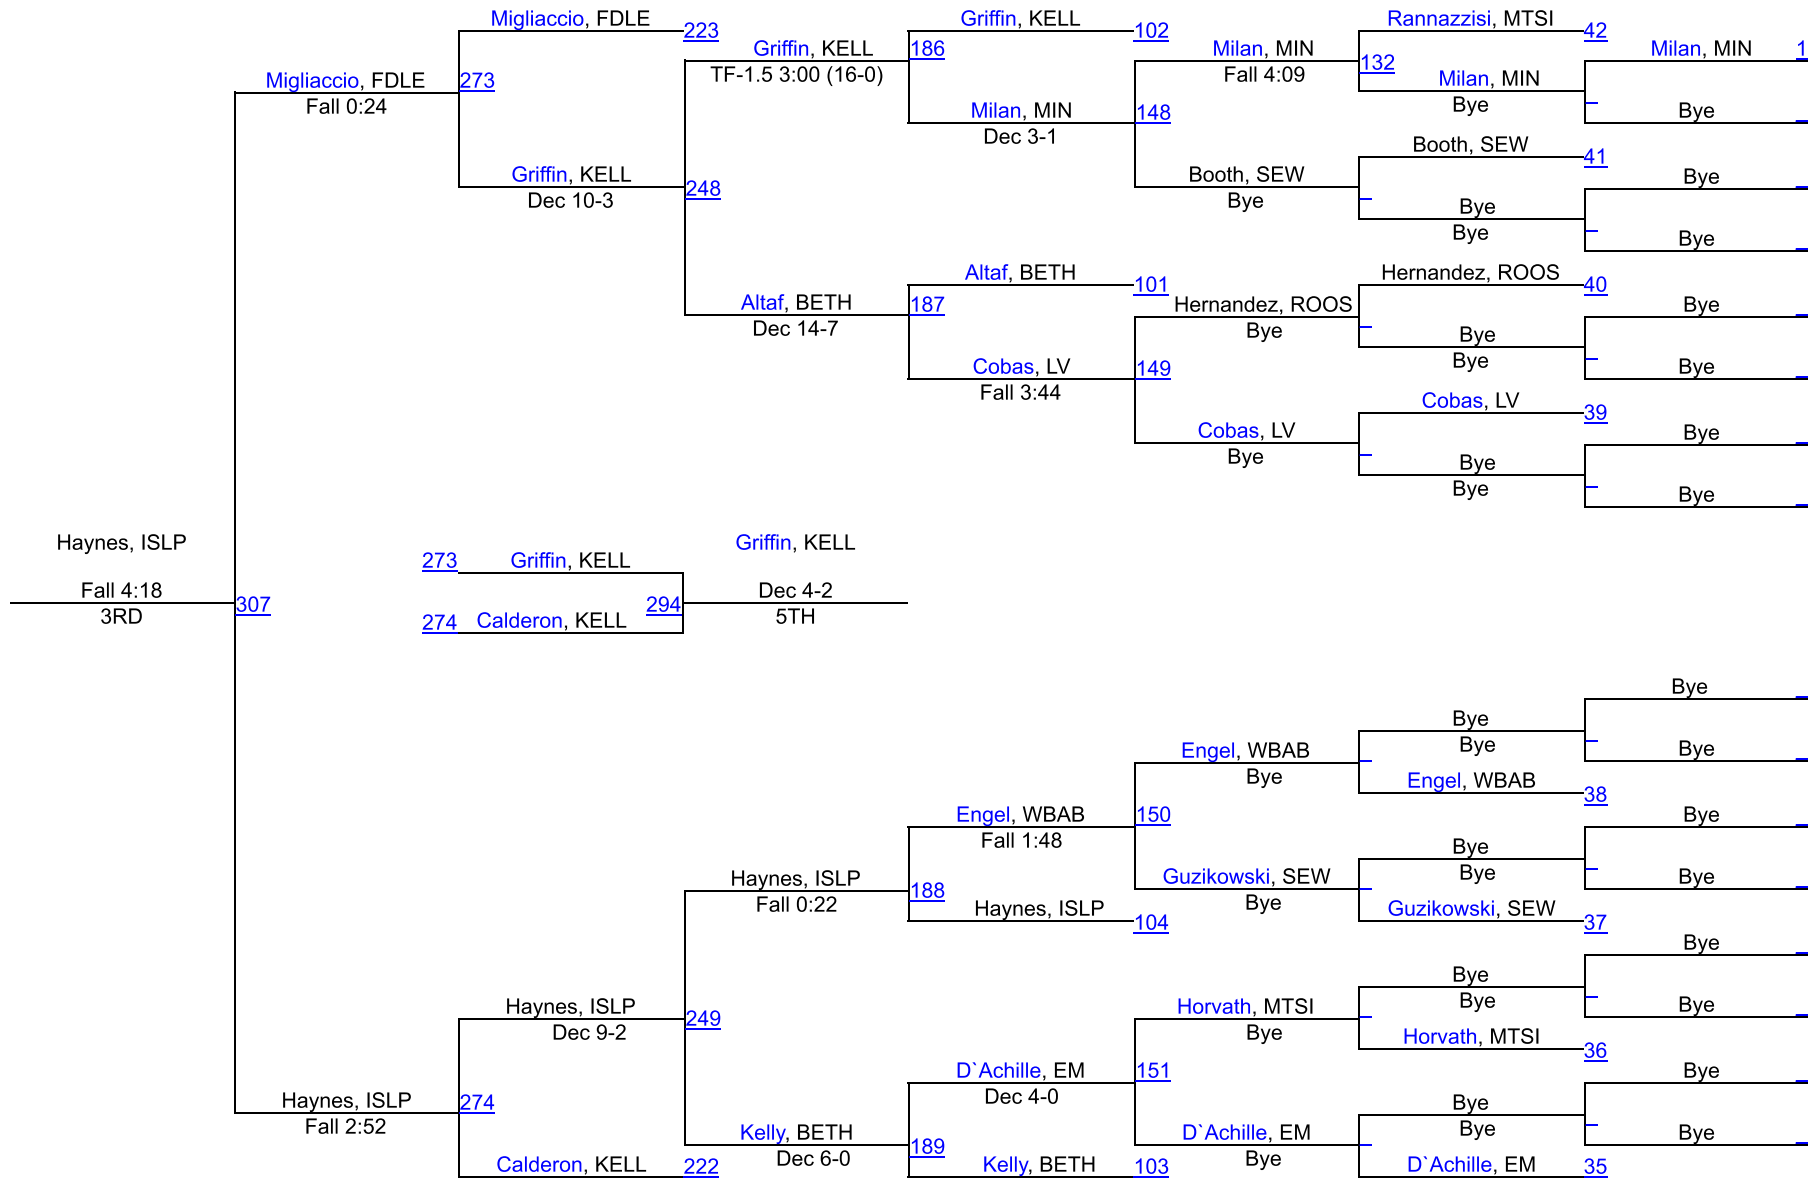 Migliaccio, FDLE
223
Griffin, KELL
102
Rannazzisi, MTSI
42
Griffin, KELL
186
Milan, MIN
Milan, MIN
1
TF-1.5 3:00 (16-0)
Fall 4:09
132
Migliaccio, FDLE
273
Milan, MIN
Fall 0:24
Bye
Milan, MIN
148
Bye
Dec 3-1
Booth, SEW
41
Griffin, KELL
248
Booth, SEW
Bye
Dec 10-3
Bye
Bye
Bye
Bye
Altaf, BETH
101
Hernandez, ROOS
40
Altaf, BETH
187
Hernandez, ROOS
Bye
Dec 14-7
Bye
Bye
Bye
Cobas, LV
149
Bye
Fall 3:44
Cobas, LV
39
Cobas, LV
Bye
Bye
Bye
Bye
Bye
Haynes, ISLP
Griffin, KELL
273
Griffin, KELL
Fall 4:18
307
294
Dec 4-2
3RD
274
Calderon, KELL
5TH
Bye
Bye
Engel, WBAB
Bye
Bye
Bye
Engel, WBAB
38
Engel, WBAB
150
Bye
Fall 1:48
Bye
Haynes, ISLP
188
Guzikowski, SEW
Bye
Bye
Fall 0:22
Bye
Haynes, ISLP
104
Guzikowski, SEW
37
Bye
Bye
Haynes, ISLP
249
Horvath, MTSI
Bye
Bye
Dec 9-2
Bye
Horvath, MTSI
36
D`Achille, EM
151
Bye
Dec 4-0
Haynes, ISLP
274
Bye
Fall 2:52
Bye
Kelly, BETH
189
D`Achille, EM
Bye
Dec 6-0
Bye
Calderon, KELL
222
Kelly, BETH
103
D`Achille, EM
35